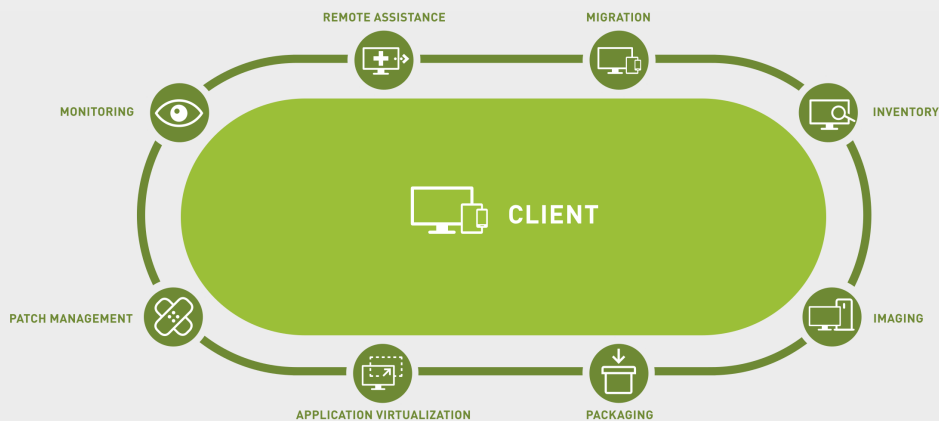 REMOTE ASSISTANCE
MIGRATION
MONITORING
INVENTORY
CLIENT
PATCH MANAGEMENT
IMAGING
APPLICATION VIRTUALIZATION
PACKAGING